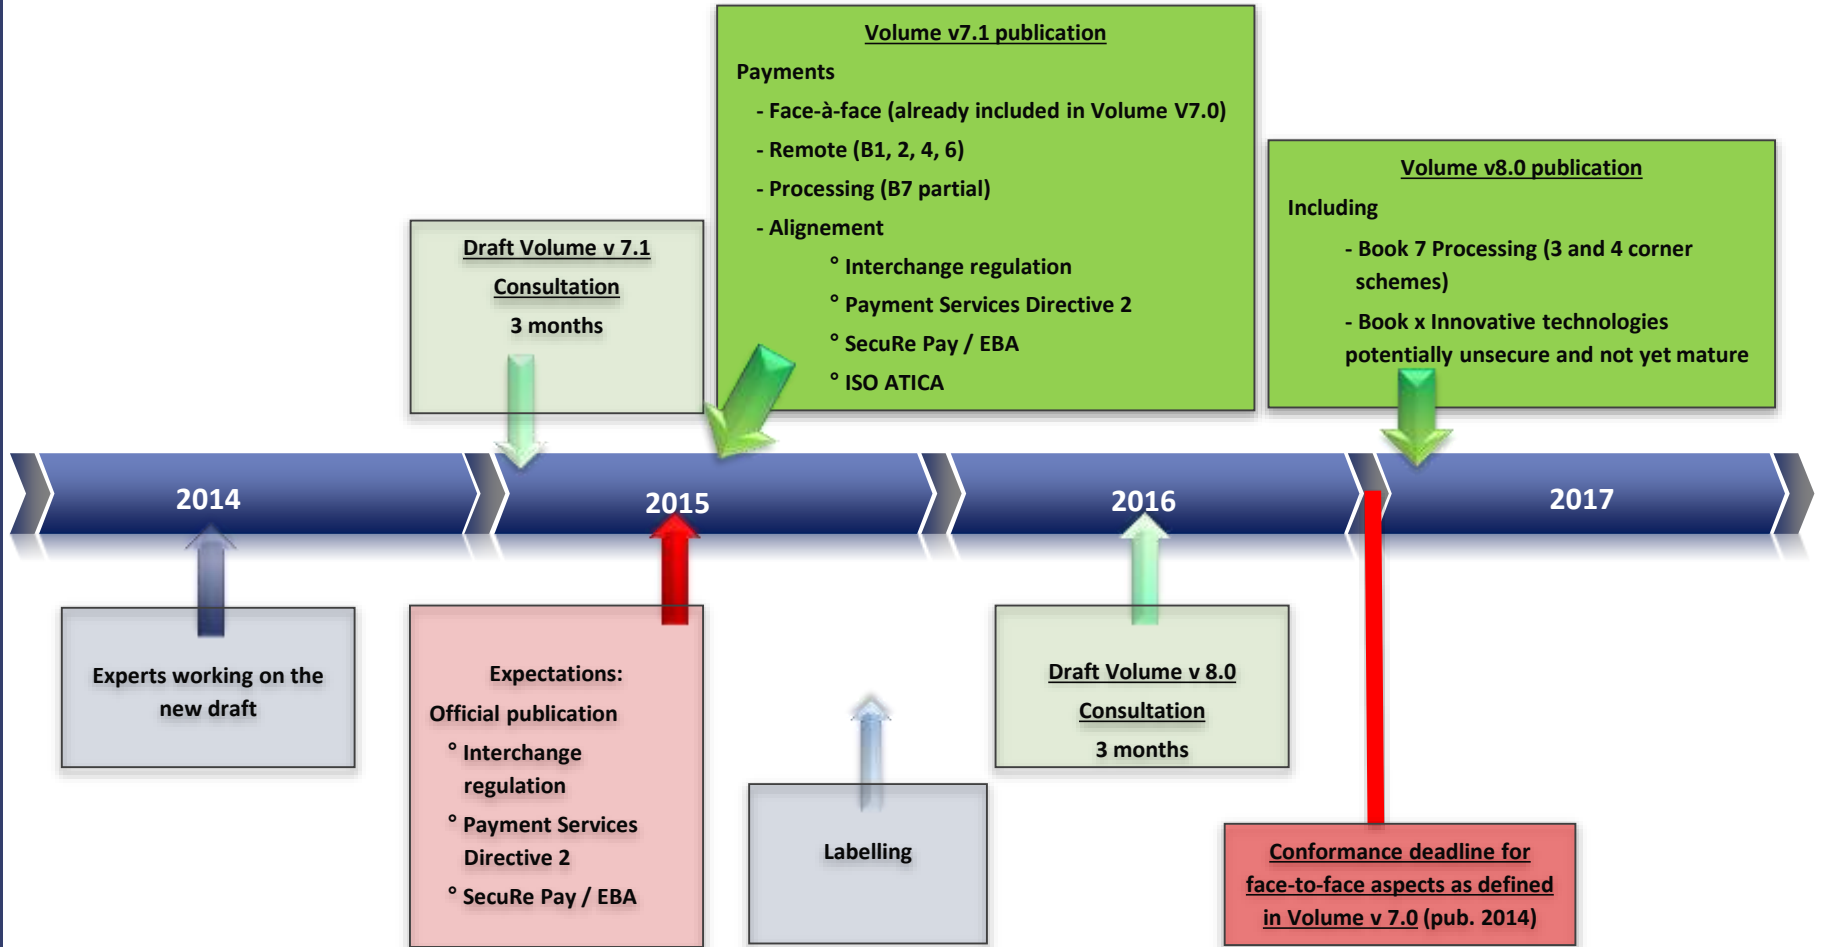 Volume v7.1 publication
Payments
- Face-à-face (already included in Volume V7.0)
- Remote (B1, 2, 4, 6)
- Processing (B7 partial)
- Alignement
° Interchange regulation
° Payment Services Directive 2
° SecuRe Pay / EBA
° ISO ATICA
Volume v8.0 publication
Including
- Book 7 Processing (3 and 4 corner
schemes)
- Book x Innovative technologies
potentially unsecure and not yet mature
Draft Volume v 7.1
Consultation
3 months
2014
2015
2016
2017
Experts working on the
new draft
Expectations:
Official publication
° Interchange
regulation
° Payment Services
Directive 2
° SecuRe Pay / EBA
Labelling
Draft Volume v 8.0
Consultation
3 months
Conformance deadline for
face-to-face aspects as defined
in Volume v 7.0 (pub. 2014)